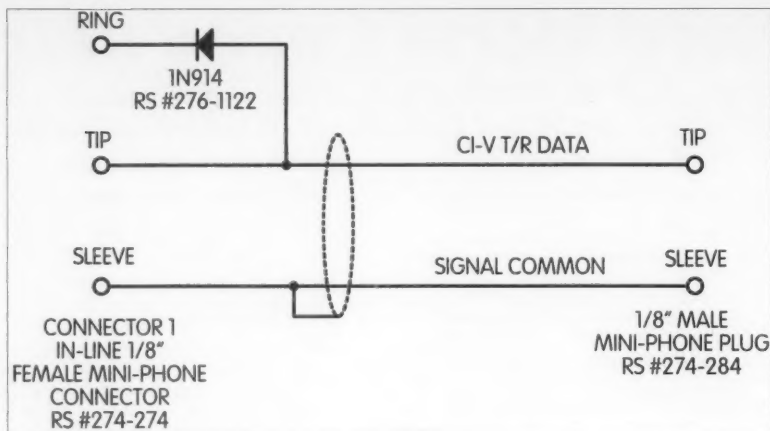 RING
1N914
RS #276-1122
TIP
CI-V T/R DATA
TIP
SLEEVE
SIGNAL COMMON
SLEEVE
CONNECTOR 1
IN-LINE 1/8"
FEMALE MINI-PHONE
CONNECTOR
RS #274-274
1/8" MALE
MINI-PHONE PLUG
RS #274-284